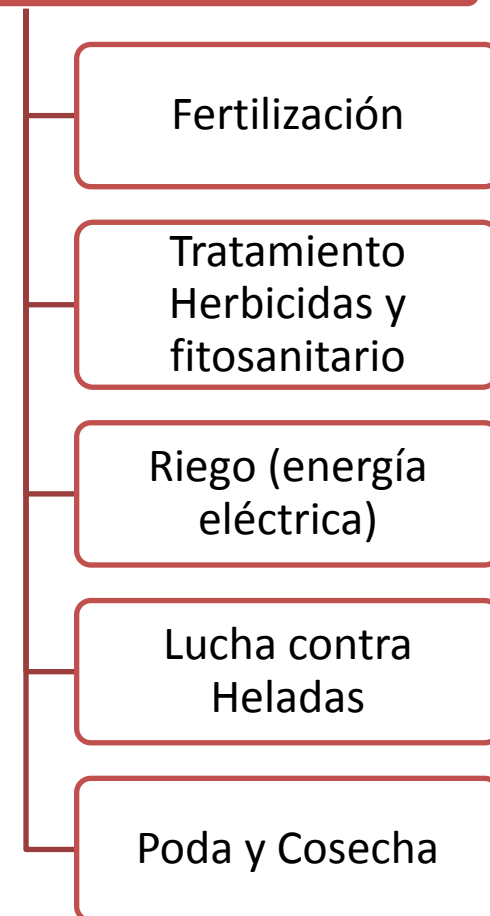 Fertilización
Tratamiento
Herbicidas y
fitosanitario
Riego (energía
eléctrica)
Lucha contra
Heladas
Poda y Cosecha